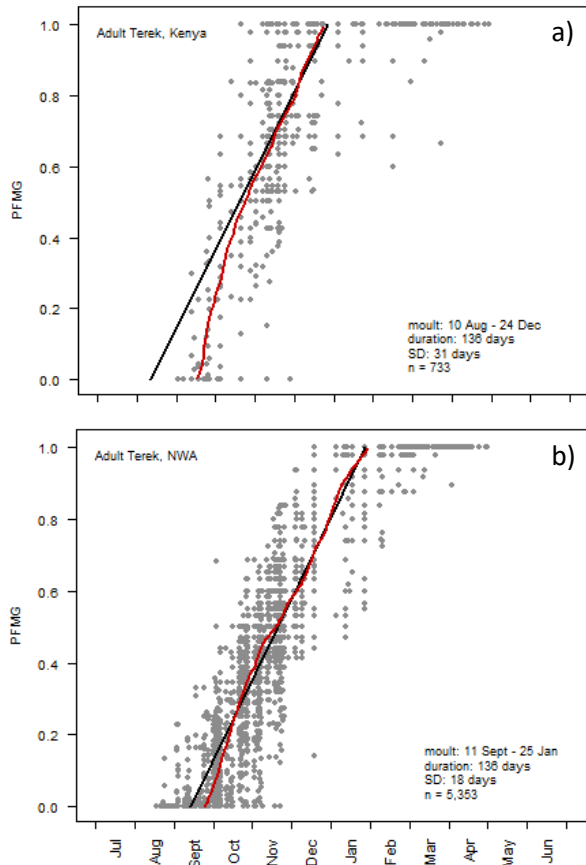 a)
Adult Terek, Kenya
1.0
0.8
0.6
0.4
0.2
0.0
PFMG
moult: 10 Aug - 24 Dec
duration: 136 days
SD: 31 days
n = 733
b)
Adult Terek, NWA
1.0
0.8
0.6
0.4
0.2
0.0
PFMG
moult: 11 Sept - 25 Jan
duration: 136 days
SD: 18 days
n = 5,353
Jul
Aug
Sept
Oct
Nov
Dec
Jan
Feb
Mar
Apr
May
Jun